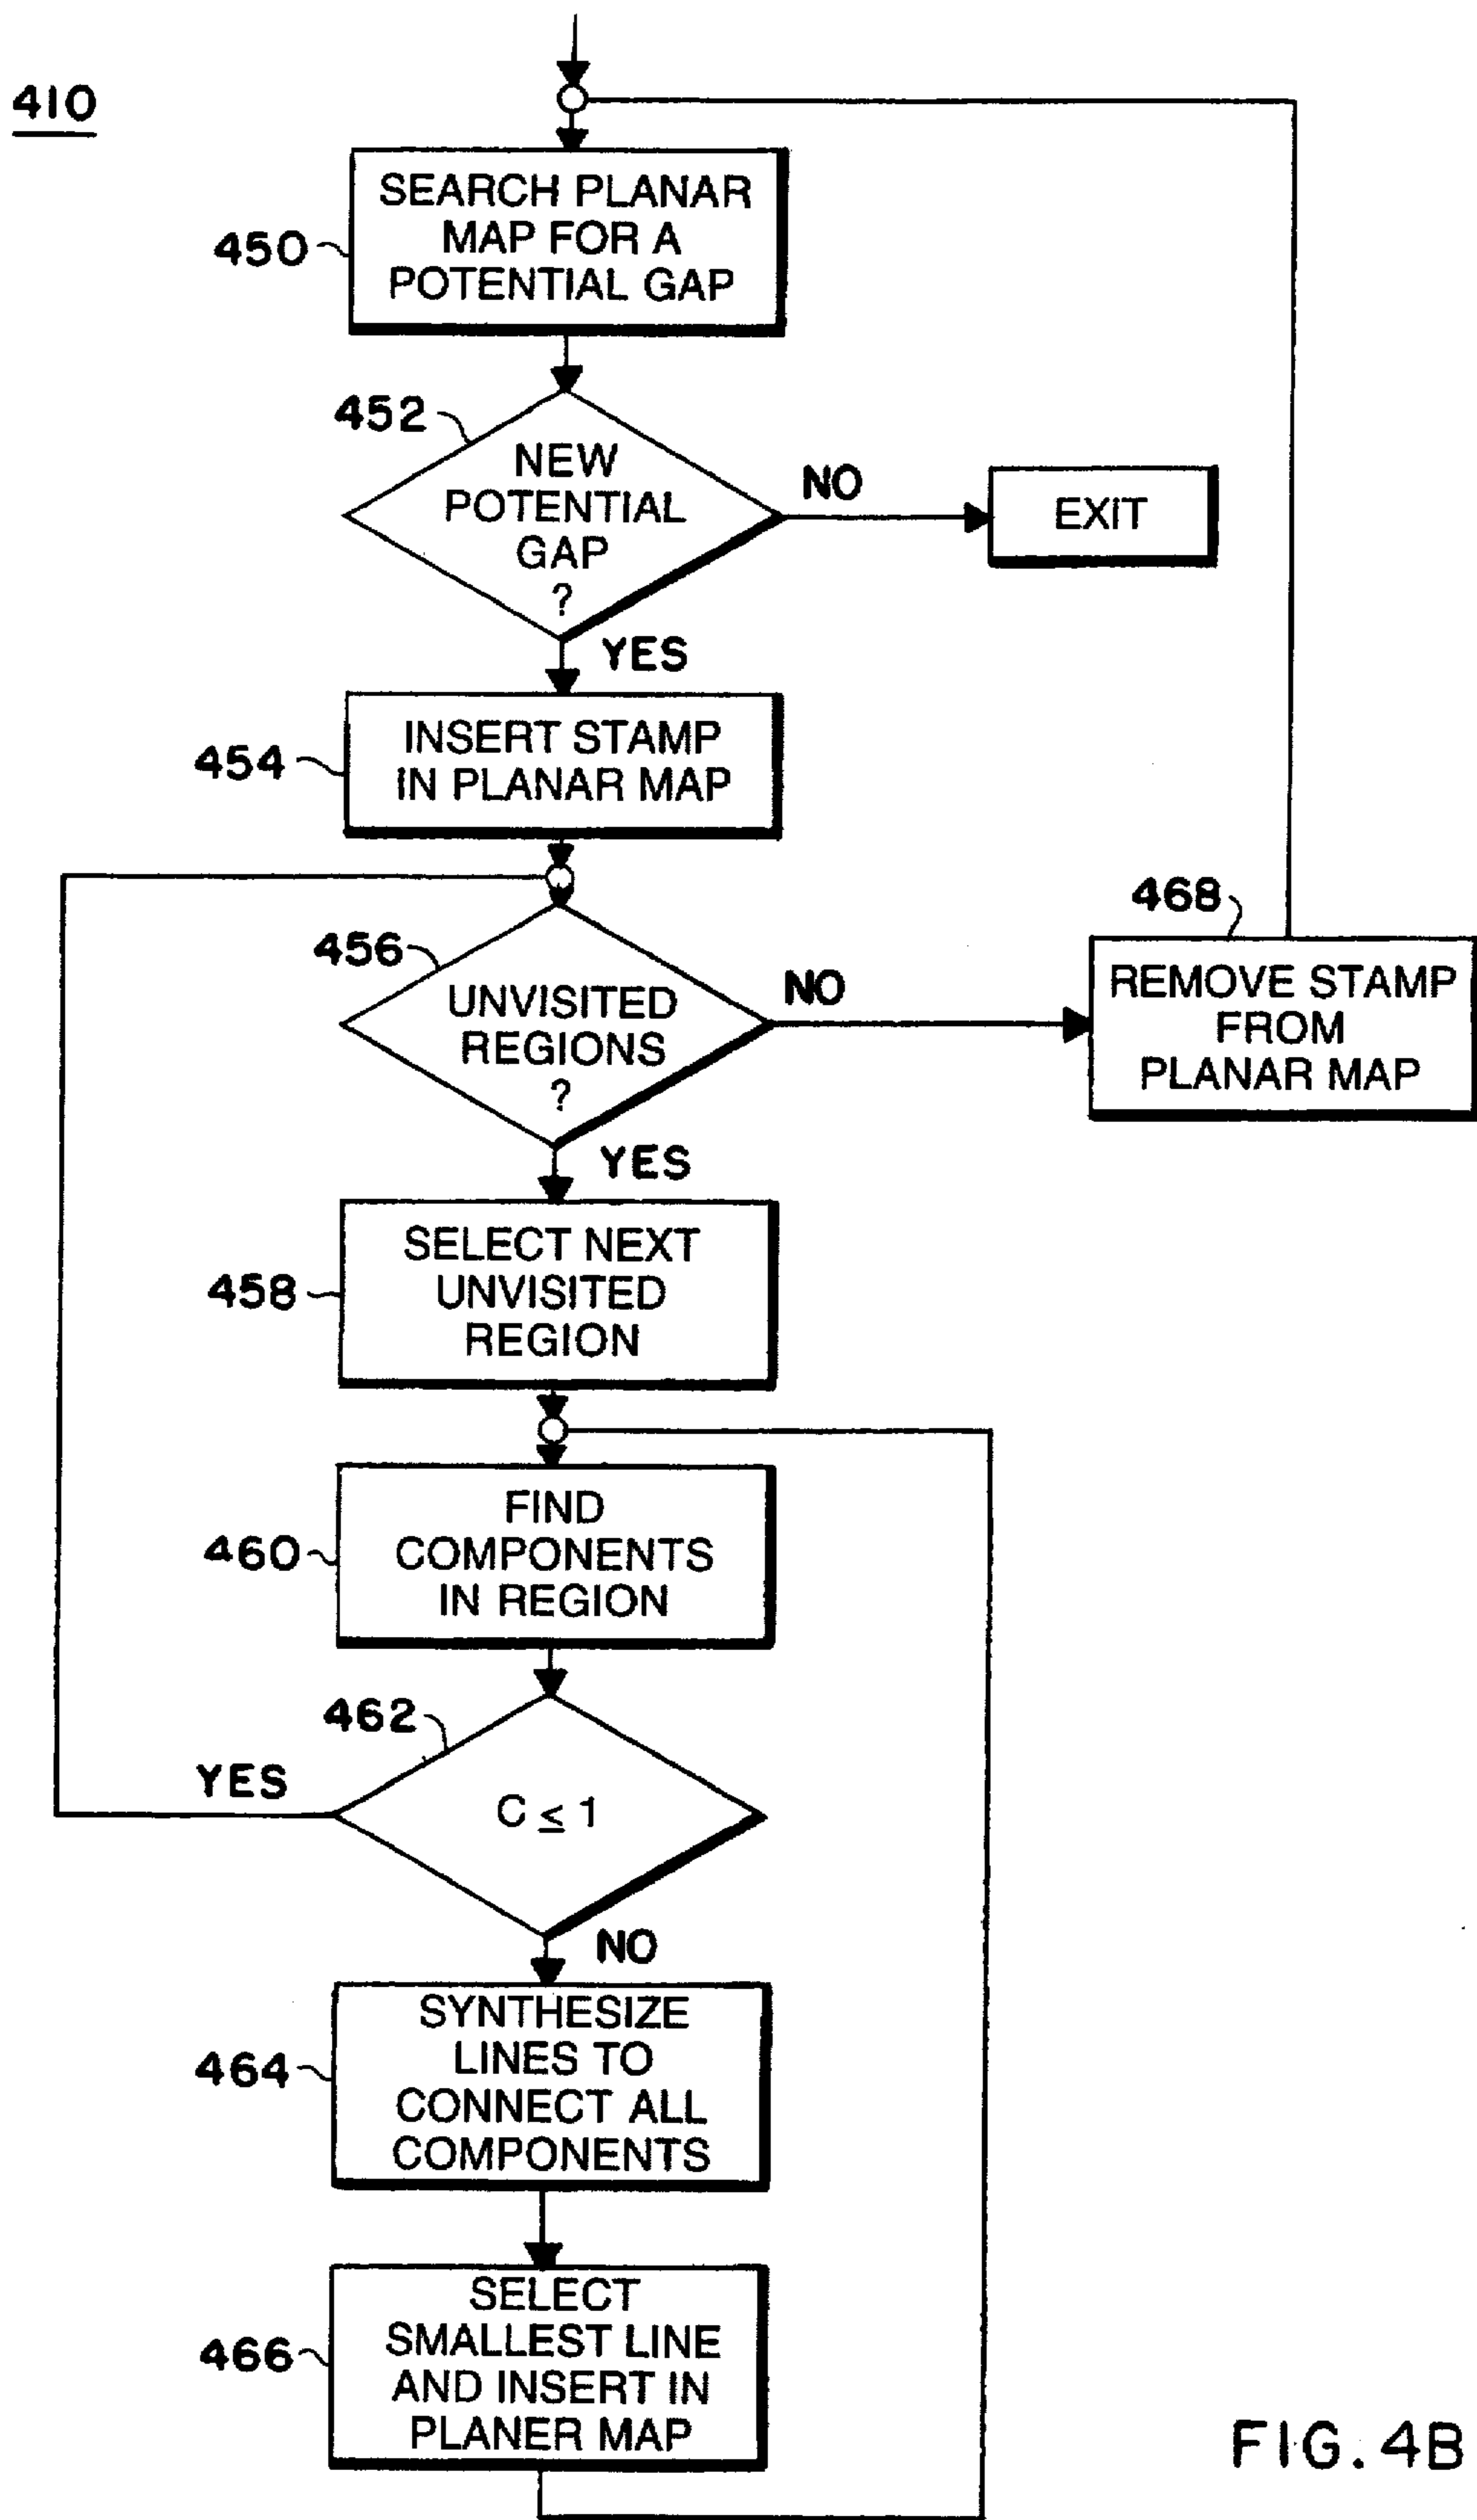 410
SEARCH PLANAR
MAP FOR A
POTENTIAL GAP
450
452
NEW
POTENTIAL
GAP
?
NO
EXIT
YES
INSERT STAMP
IN PLANAR MAP
454
456
UNVISITED
REGIONS
?
NO
468
REMOVE STAMP
FROM
PLANAR MAP
YES
SELECT NEXT
UNVISITED
REGION
458
FIND
COMPONENTS
IN REGION
460
462
YES
C ≤ 1
NO
SYNTHESIZE
LINES TO
CONNECT ALL
COMPONENTS
464
SELECT
SMALLEST LINE
AND INSERT IN
PLANER MAP
466
FIG. 4B